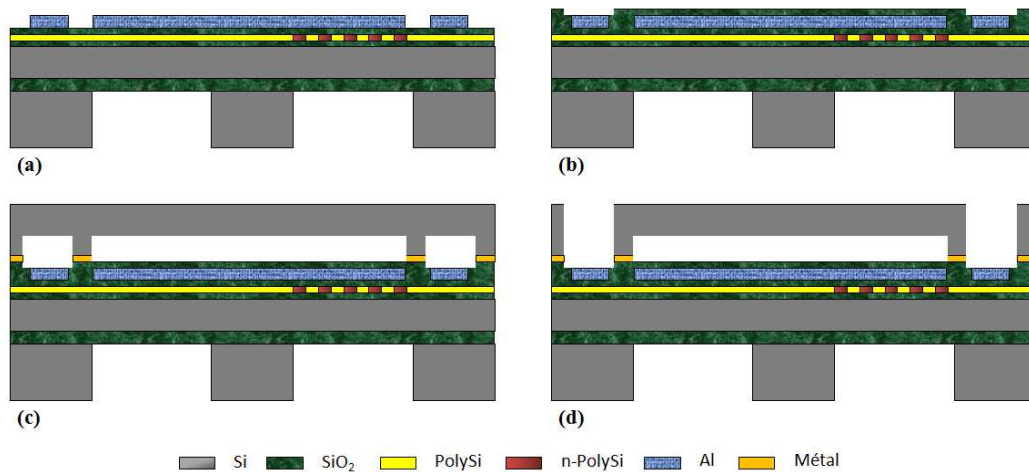 (a)
(b)
(c)
(d)
Si SiO₂ PolySi n-PolySi Al Métal